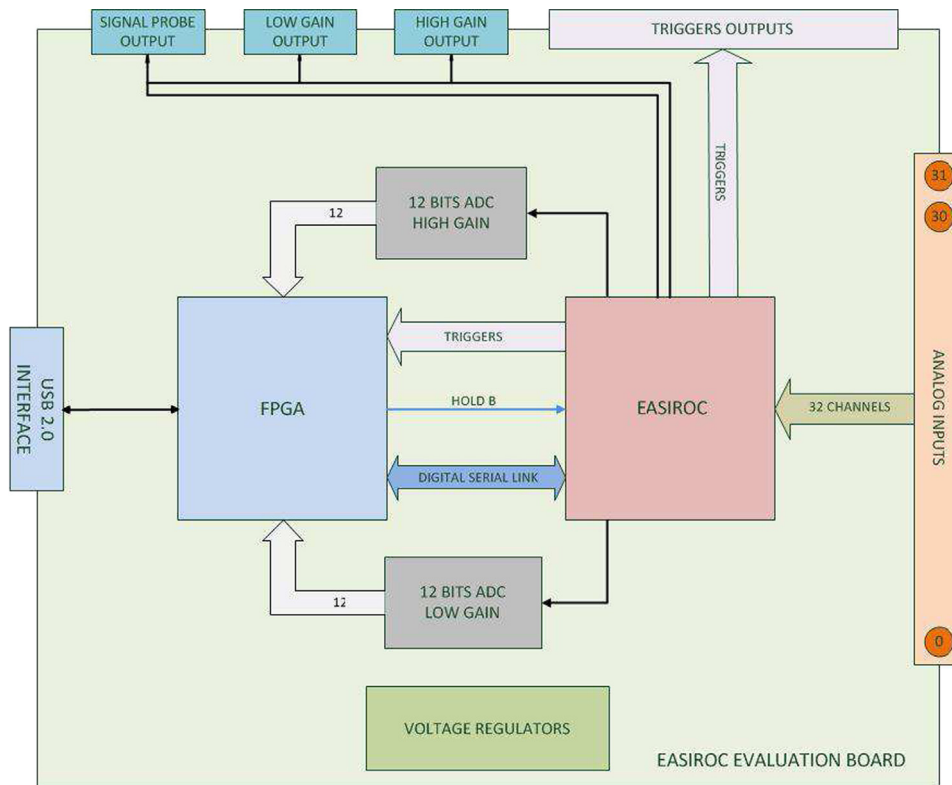 SIGNAL PROBE
OUTPUT
LOW GAIN
OUTPUT
HIGH GAIN
OUTPUT
TRIGGERS OUTPUTS
TRIGGERS
31
30
12 BITS ADC
HIGH GAIN
12
TRIGGERS
USB 2.0
INTERFACE
FPGA
HOLD B
EASIROC
32 CHANNELS
ANALOG INPUTS
DIGITAL SERIAL LINK
12 BITS ADC
LOW GAIN
12
0
VOLTAGE REGULATORS
EASIROC EVALUATION BOARD